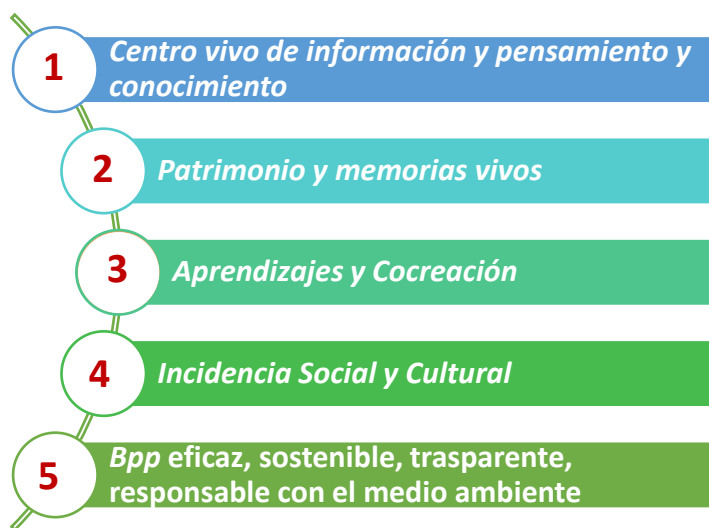 1
Centro vivo de información y pensamiento y
conocimiento
2
Patrimonio y memorias vivos
3
Aprendizajes y Cocreación
4
Incidencia Social y Cultural
5
Bpp eficaz, sostenible, trasparente,
responsable con el medio ambiente